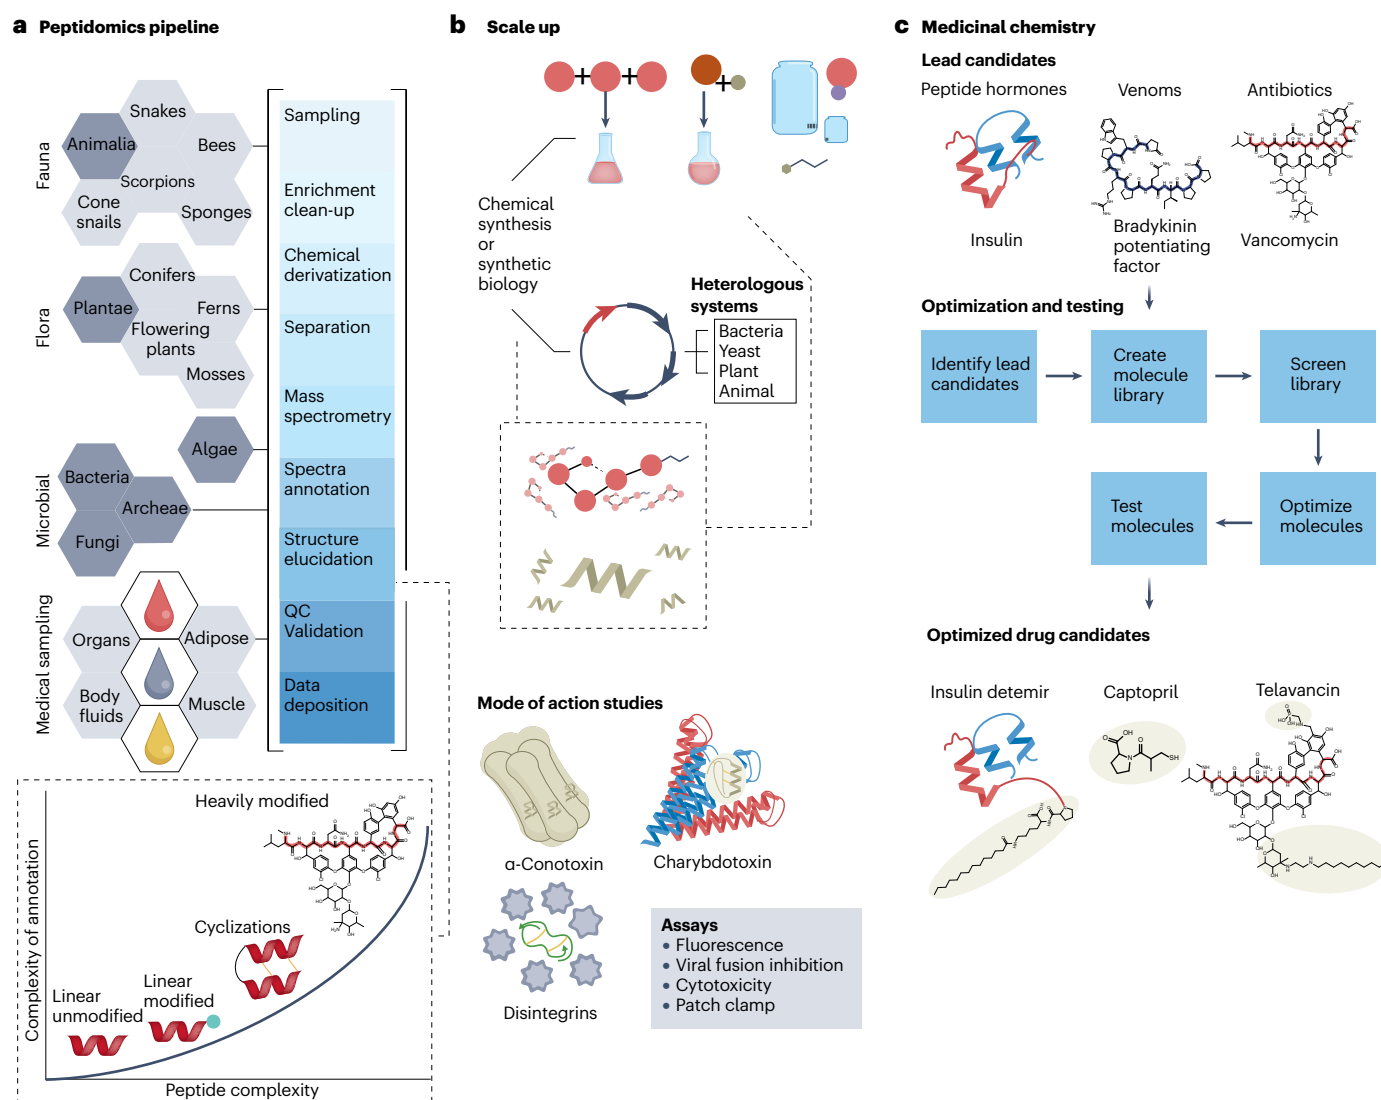 a Peptidomics pipeline
Fauna
Snakes
Animalia
Bees
Scorpions
Cone
snails
Sponges
Flora
Conifers
Plantae
Ferns
Flowering
plants
Mosses
Algae
Microbial
Bacteria
Archeae
Fungi
Medical sampling
Organs
Adipose
Body
fluids
Muscle
Sampling
Enrichment
clean-up
Chemical
derivatization
Separation
Mass
spectrometry
Spectra
annotation
Structure
elucidation
QC
Validation
Data
deposition
Complexity of annotation
Heavily modified
Cyclizations
Linear
modified
Linear
unmodified
Peptide complexity
b Scale up
Chemical
synthesis
or
synthetic
biology
Heterologous
systems
Bacteria
Yeast
Plant
Animal
Mode of action studies
α-Conotoxin
Charybdotoxin
Disintegrins
Assays
• Fluorescence
• Viral fusion inhibition
• Cytotoxicity
• Patch clamp
c Medicinal chemistry
Lead candidates
Peptide hormones
Venoms
Antibiotics
Insulin
Bradykinin
potentiating
factor
Vancomycin
Optimization and testing
Identify lead
candidates
Create
molecule
library
Screen
library
Test
molecules
Optimize
molecules
Optimized drug candidates
Insulin detemir
Captopril
Telavancin
OH
O
N
O
SH